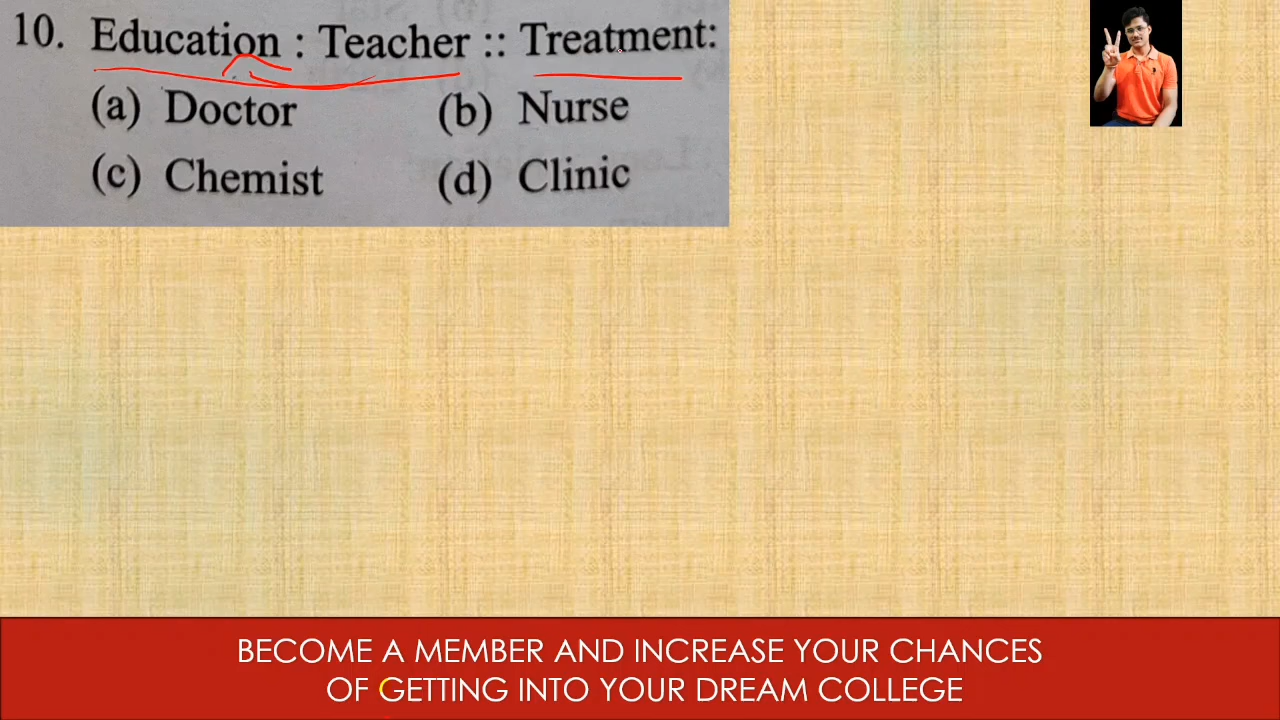 10. Education : Teacher :: Treatment:
(a) Doctor (b) Nurse
(c) Chemist (d) Clinic
BECOME A MEMBER AND INCREASE YOUR CHANCES
OF GETTING INTO YOUR DREAM COLLEGE